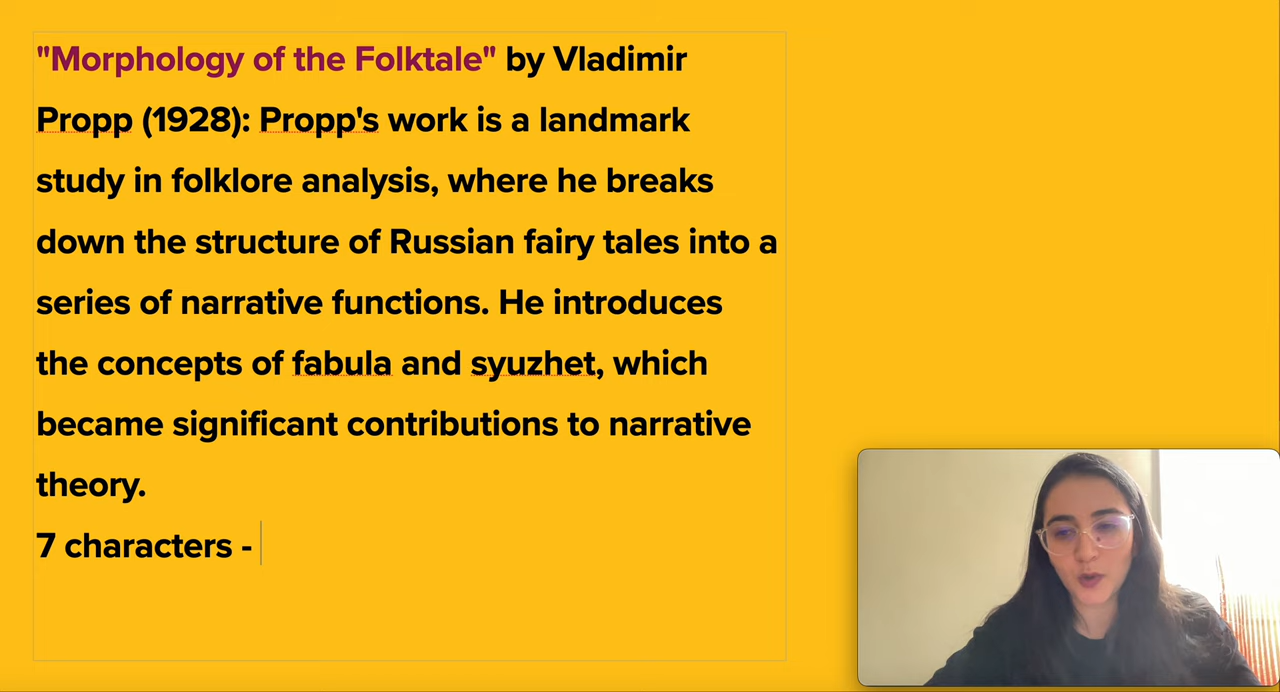 "Morphology of the Folktale" by Vladimir
Propp (1928): Propp's work is a landmark
study in folklore analysis, where he breaks
down the structure of Russian fairy tales into a
series of narrative functions. He introduces
the concepts of fabula and syuzhet, which
became significant contributions to narrative
theory.
7 characters -